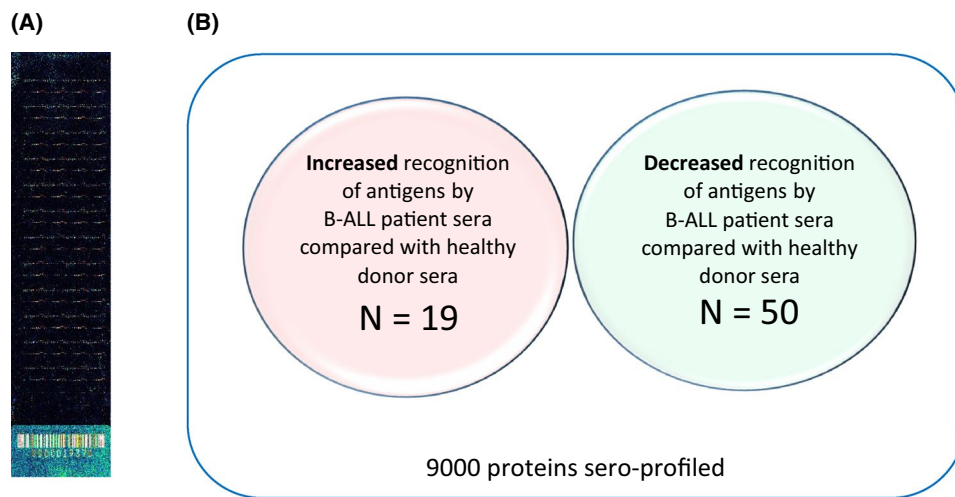 (A)
(B)
Increased recognition
of antigens by
B-ALL patient sera
compared with healthy
donor sera
N = 19
Decreased recognition
of antigens by
B-ALL patient sera
compared with healthy
donor sera
N = 50
9000 proteins sero-profiled